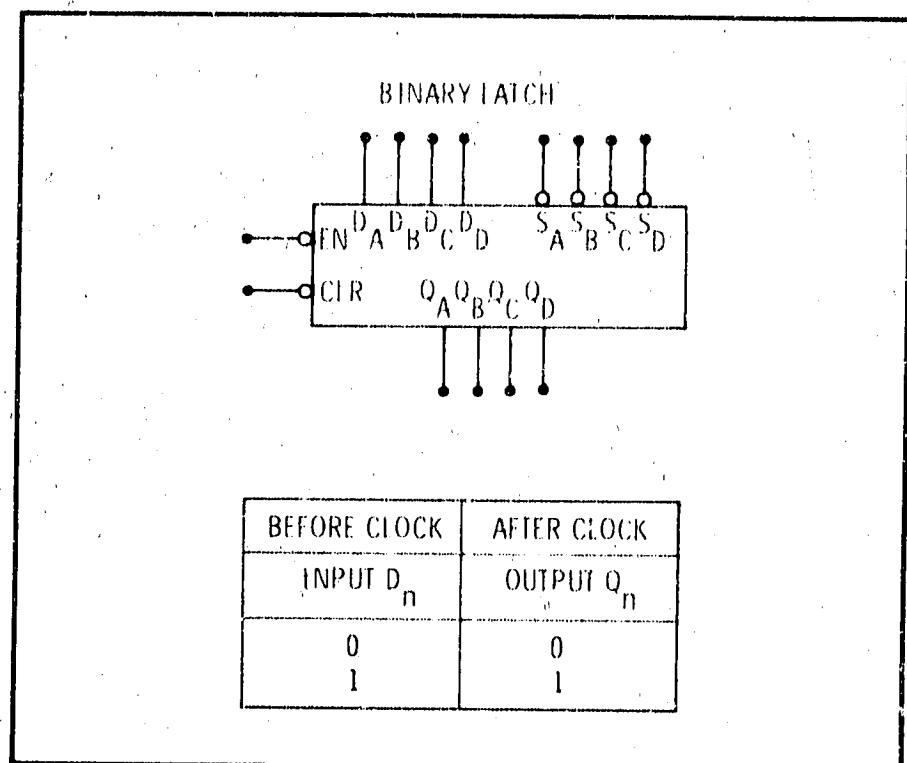 BINARY LATCH
D_A D_B D_C D_D S_A S_B S_C S_D
EN
CLR Q_A Q_B Q_C Q_D
BEFORE CLOCK AFTER CLOCK
INPUT D_n OUTPUT Q_n
0 0
1 1